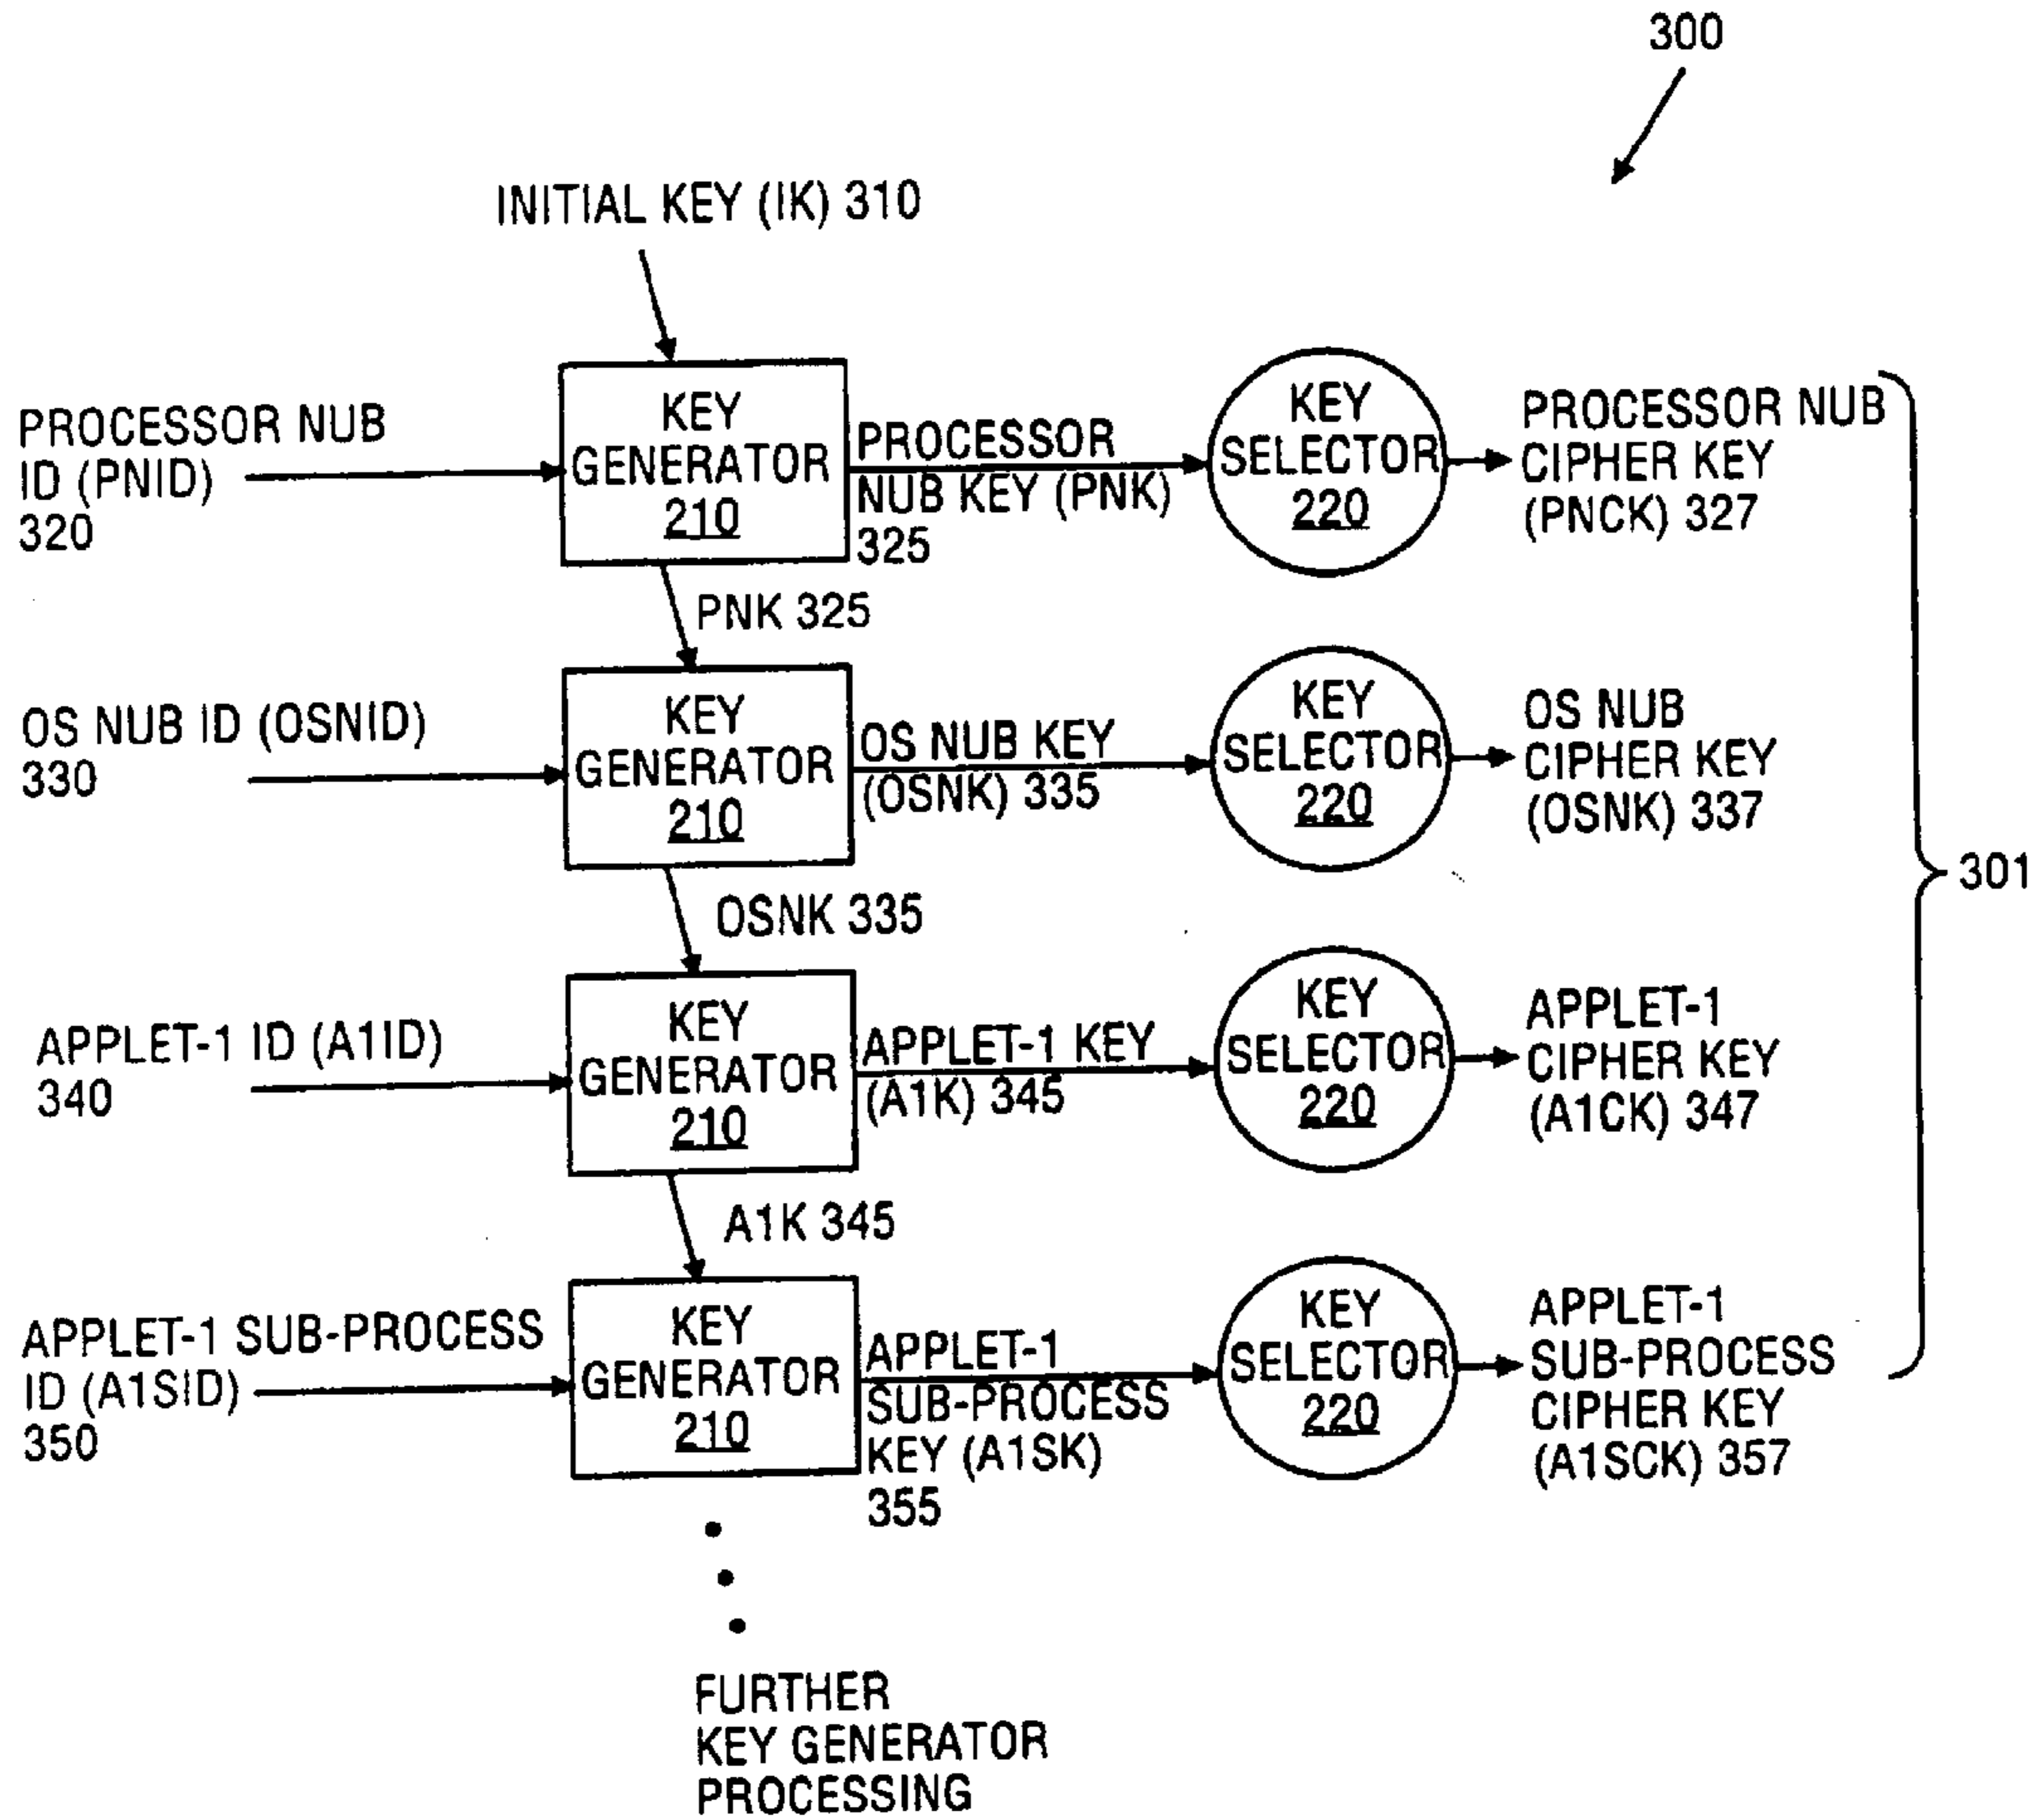 300
INITIAL KEY (IK) 310
PROCESSOR NUB
ID (PNID)
320
KEY
GENERATOR
210
PROCESSOR
NUB KEY (PNK)
325
KEY
SELECTOR
220
PROCESSOR NUB
CIPHER KEY
(PNCK) 327
PNK 325
OS NUB ID (OSNID)
330
KEY
GENERATOR
210
OS NUB KEY
(OSNK) 335
KEY
SELECTOR
220
OS NUB
CIPHER KEY
(OSNK) 337
301
OSNK 335
APPLET-1 ID (A1ID)
340
KEY
GENERATOR
210
APPLET-1 KEY
(A1K) 345
KEY
SELECTOR
220
APPLET-1
CIPHER KEY
(A1CK) 347
A1K 345
APPLET-1 SUB-PROCESS
ID (A1SID)
350
KEY
GENERATOR
210
APPLET-1
SUB-PROCESS
KEY (A1SK)
355
KEY
SELECTOR
220
APPLET-1
SUB-PROCESS
CIPHER KEY
(A1SCK) 357
FURTHER
KEY GENERATOR
PROCESSING